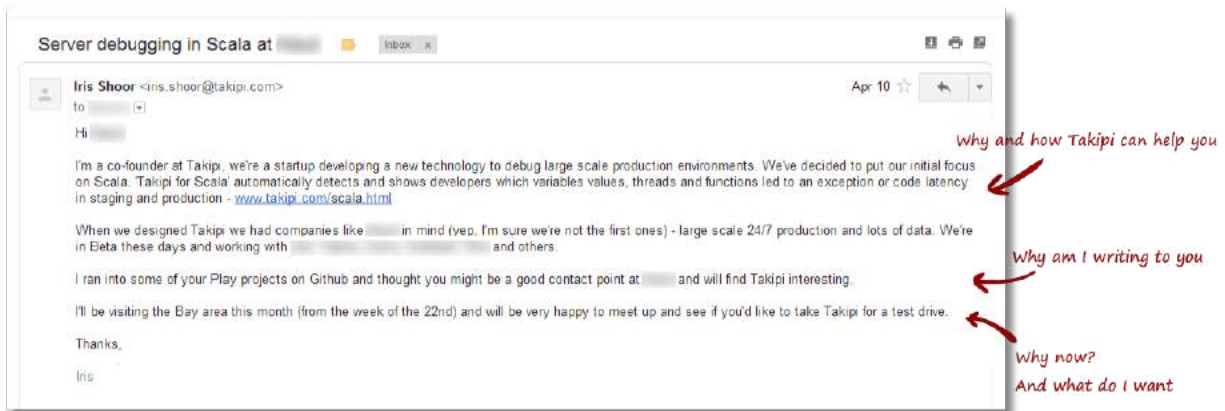 Server debugging in Scala at
Inbox x
Iris Shoor <iris.shoor@takipi.com>
Apr 10
to
Hi
Why and how Takipi can help you
I'm a co-founder at Takipi, we're a startup developing a new technology to debug large scale production environments. We've decided to put our initial focus
on Scala. 'Takipi for Scala' automatically detects and shows developers which variables values, threads and functions led to an exception or code latency
in staging and production - www.takipi.com/scala.html
When we designed Takipi we had companies like in mind (yep, I'm sure we're not the first ones) - large scale 24/7 production and lots of data. We're
in Beta these days and working with and others.
Why am I writing to you
I ran into some of your Play projects on Github and thought you might be a good contact point at and will find Takipi interesting.
I'll be visiting the Bay area this month (from the week of the 22nd) and will be very happy to meet up and see if you'd like to take Takipi for a test drive.
Thanks,
Why now?
Iris
And what do I want